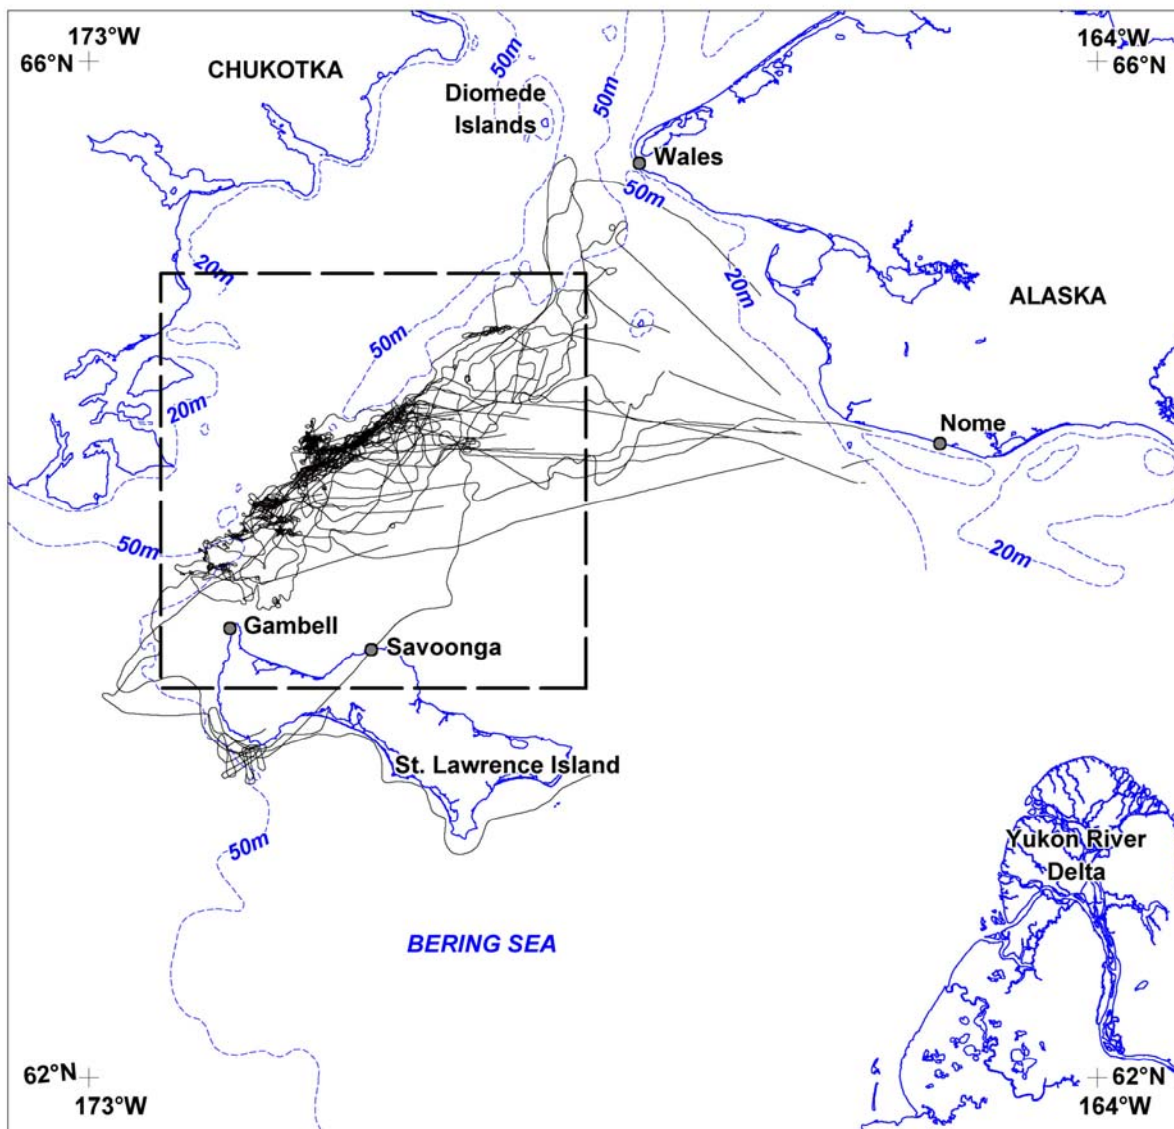 173°W
164°W
66°N
66°N
CHUKOTKA
50m
50m
Diomede
Islands
Wales
50m
20m
20m
ALASKA
50m
20m
Nome
50m
20m
Gambell
Savoonga
St. Lawrence Island
50m
Yukon River
Delta
BERING SEA
62°N
62°N
173°W
164°W